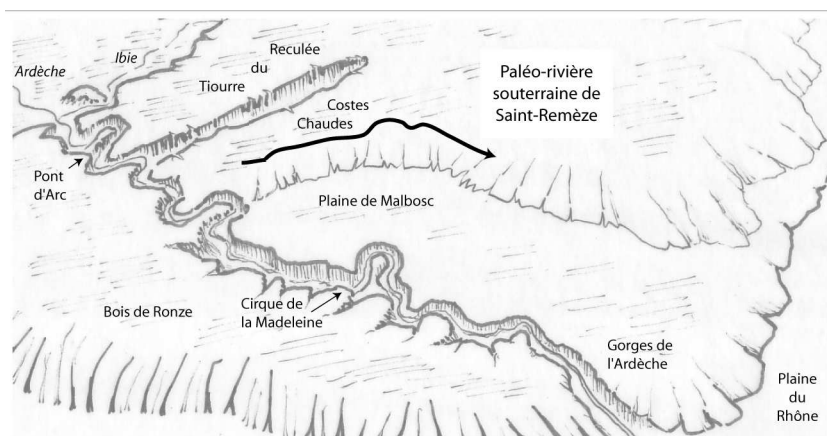 Ardèche
Ibie
Reculée
du
Tiourre
Costes
Chaudes
Paléo-rivière
souterraine de
Saint-Remèze
Pont
d'Arc
Plaine de Malbosc
Bois de Ronze
Cirque de
la Madeleine
Gorges de
l'Ardèche
Plaine
du
Rhône